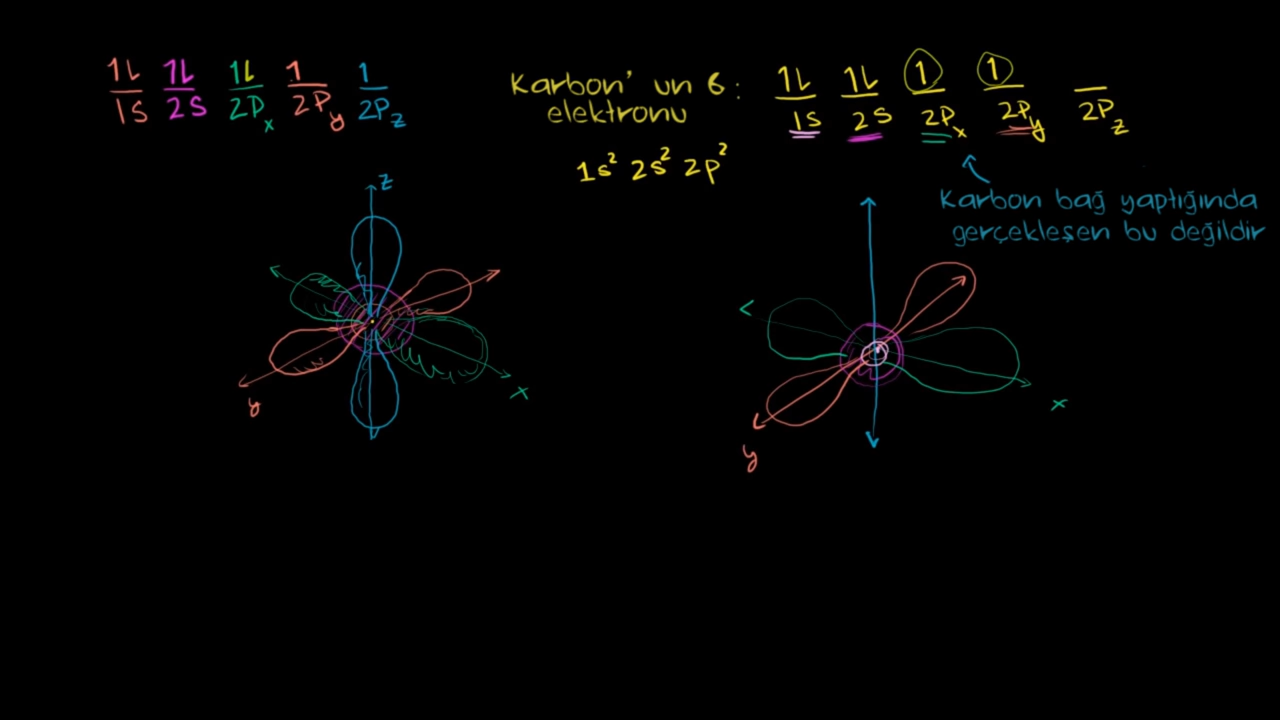 1L 1L 1L 1 1
1S 2S 2Px 2Py 2Pz
Karbon' un 6 :
elektronu
1L 1L 1 1
1S 2S 2Px 2Py 2Pz
1s² 2s² 2p²
Karbon bağ yaptığında
gerçekleşen bu değildir
z
y
x
y
x